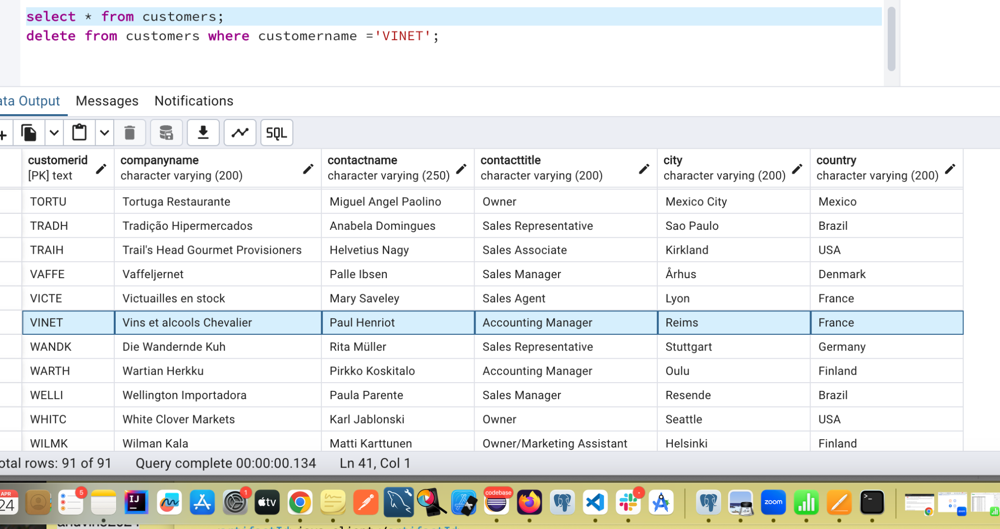 select * from customers;
delete from customers where customername ='VINET';
ata Output Messages Notifications
SQL
customerid companyname contactname contacttitle city country
[PK] text character varying (200) character varying (250) character varying (200) character varying (200) character varying (200)
TORTU Tortuga Restaurante Miguel Angel Paolino Owner Mexico City Mexico
TRADH Tradição Hipermercados Anabela Domingues Sales Representative Sao Paulo Brazil
TRAIH Trail's Head Gourmet Provisioners Helvetius Nagy Sales Associate Kirkland USA
VAFFE Vaffeljernet Palle Ibsen Sales Manager Århus Denmark
VICTE Victuailles en stock Mary Saveley Sales Agent Lyon France
VINET Vins et alcools Chevalier Paul Henriot Accounting Manager Reims France
WANDK Die Wandernde Kuh Rita Müller Sales Representative Stuttgart Germany
WARTH Wartian Herkku Pirkko Koskitalo Accounting Manager Oulu Finland
WELLI Wellington Importadora Paula Parente Sales Manager Resende Brazil
WHITC White Clover Markets Karl Jablonski Owner Seattle USA
WILMK Wilman Kala Matti Karttunen Owner/Marketing Assistant Helsinki Finland
otal rows: 91 of 91 Query complete 00:00:00.134 Ln 41, Col 1
APR 5 1 codebase
24 IJ tv zoom >_